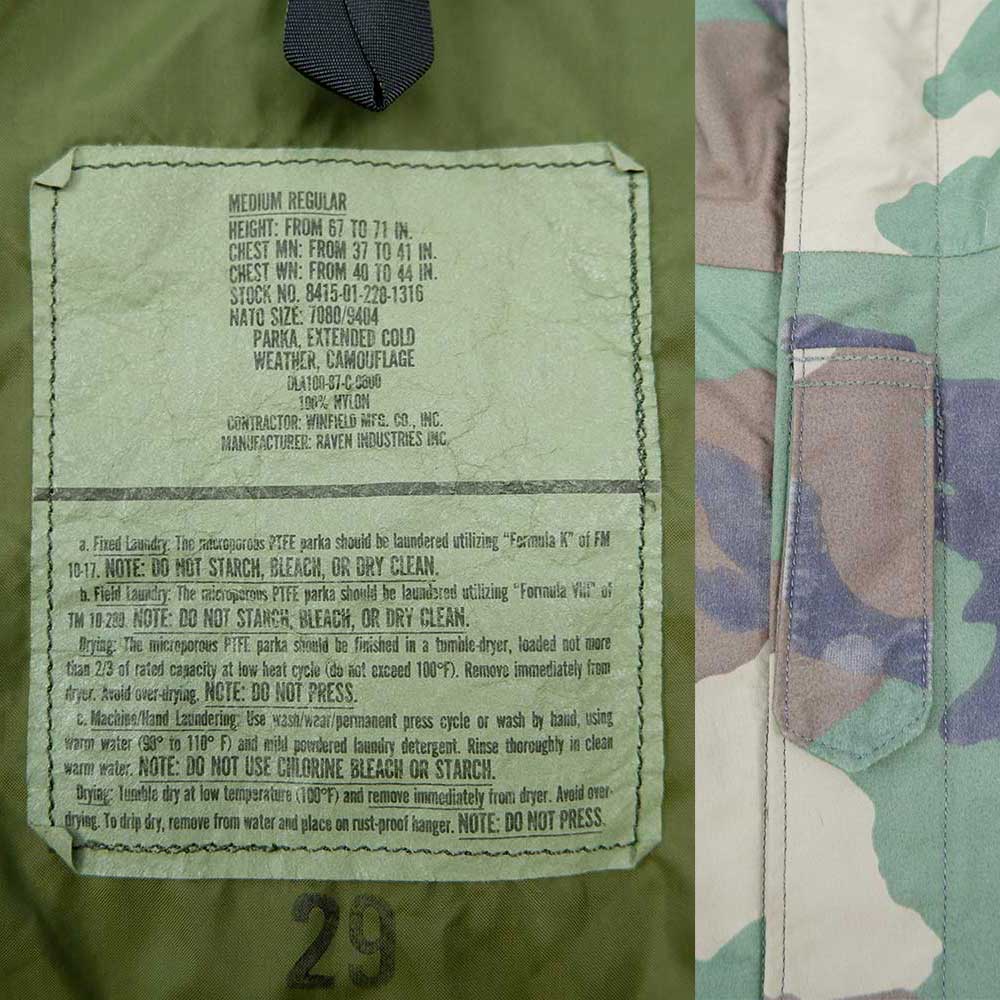 MEDIUM REGULAR
HEIGHT: FROM 67 TO 71 IN.
CHEST MN: FROM 37 TO 41 IN.
CHEST WN: FROM 40 TO 44 IN.
STOCK NO. 8415-01-228-1316
NATO SIZE: 7080/9404
PARKA, EXTENDED COLD
WEATHER, CAMOUFLAGE
DLA100-87-C
100% NYLON
CONTRACTOR: WINFIELD MFG. CO., INC.
MANUFACTURER: RAVEN INDUSTRIES INC.
a. Fixed Laundry: The microporous PTFE parka should be laundered utilizing "Formula K" of FM
10-17. NOTE: DO NOT STARCH, BLEACH, OR DRY CLEAN.
b. Field Laundry: The microporous PTFE parka should be laundered utilizing "Formula VIII" of
TM 10-280. NOTE: DO NOT STARCH, BLEACH, OR DRY CLEAN.
Drying: The microporous PTFE parka should be finished in a tumble-dryer, loaded not more
than 2/3 of rated capacity at low heat cycle (do not exceed 100°F). Remove immediately from
dryer. Avoid over-drying. NOTE: DO NOT PRESS.
c. Machine/Hand Laundering: Use wash/wear/permanent press cycle or wash by hand, using
warm water (90° to 110° F) and mild powdered laundry detergent. Rinse thoroughly in clean
warm water. NOTE: DO NOT USE CHLORINE BLEACH OR STARCH.
Drying: Tumble dry at low temperature (100°F) and remove immediately from dryer. Avoid over-
drying. To drip dry, remove from water and place on rust-proof hanger. NOTE: DO NOT PRESS.
29